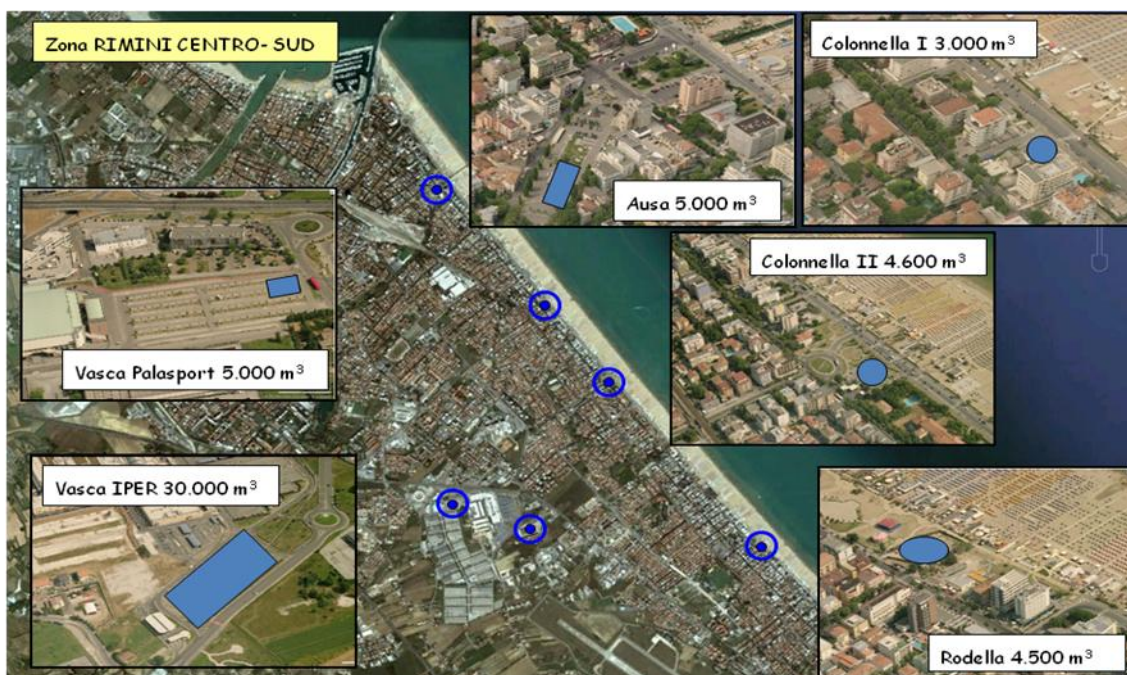 Zona RIMINI CENTRO- SUD
Colonnella I 3.000 m³
Ausa 5.000 m³
Colonnella II 4.600 m³
Vasca Palasport 5.000 m³
Vasca IPER 30.000 m³
Rodella 4.500 m³